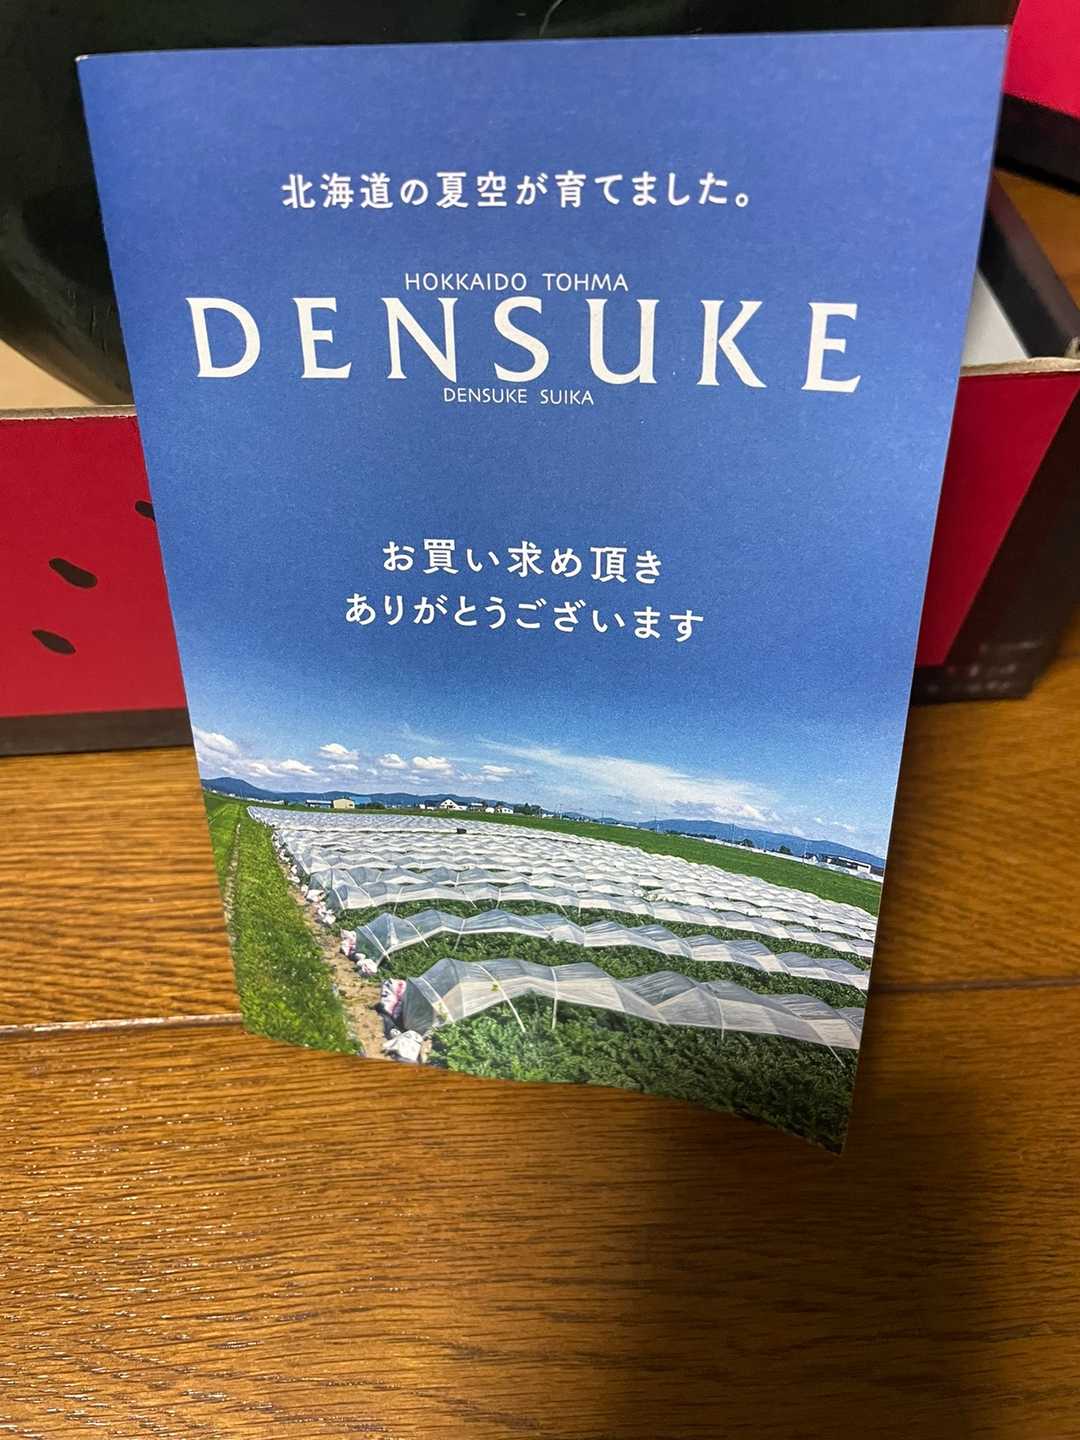 北海道の夏空が育てました。
HOKKAIDO TOHMA
DENSUKE
DENSUKE SUIKA
お買い求め頂き
ありがとうございます